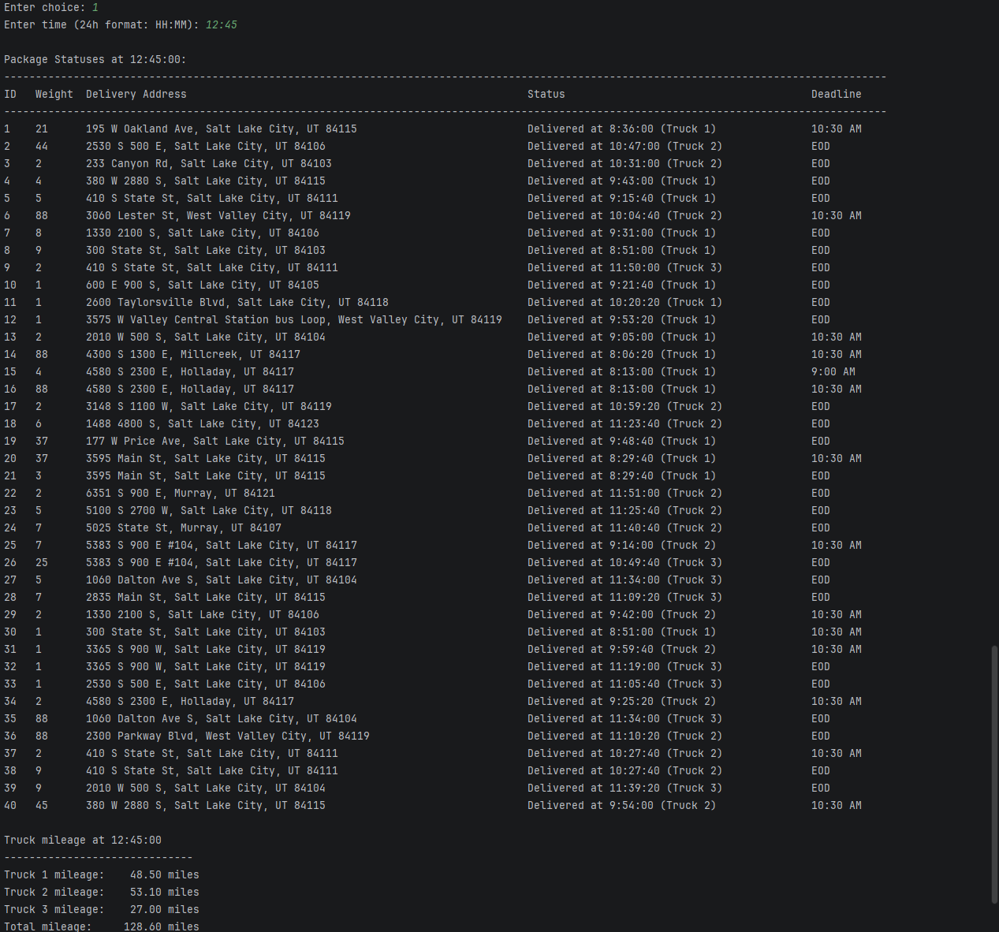 Enter choice: 1
Enter time (24h format: HH:MM): 12:45
Package Statuses at 12:45:00:
--------------------------------------------------------------------------------------------------------------------------------------------
ID   Weight  Delivery Address                                                      Status                                       Deadline
--------------------------------------------------------------------------------------------------------------------------------------------
1    21      195 W Oakland Ave, Salt Lake City, UT 84115                           Delivered at 8:36:00 (Truck 1)               10:30 AM
2    44      2530 S 500 E, Salt Lake City, UT 84106                                Delivered at 10:47:00 (Truck 2)              EOD
3    2       233 Canyon Rd, Salt Lake City, UT 84103                               Delivered at 10:31:00 (Truck 2)              EOD
4    4       380 W 2880 S, Salt Lake City, UT 84115                                Delivered at 9:43:00 (Truck 1)               EOD
5    5       410 S State St, Salt Lake City, UT 84111                              Delivered at 9:15:40 (Truck 1)               EOD
6    88      3060 Lester St, West Valley City, UT 84119                            Delivered at 10:04:40 (Truck 2)              10:30 AM
7    8       1330 2100 S, Salt Lake City, UT 84106                                 Delivered at 9:31:00 (Truck 1)               EOD
8    9       300 State St, Salt Lake City, UT 84103                                Delivered at 8:51:00 (Truck 1)               EOD
9    2       410 S State St, Salt Lake City, UT 84111                              Delivered at 11:50:00 (Truck 3)              EOD
10   1       600 E 900 S, Salt Lake City, UT 84105                                 Delivered at 9:21:40 (Truck 1)               EOD
11   1       2600 Taylorsville Blvd, Salt Lake City, UT 84118                      Delivered at 10:20:20 (Truck 1)              EOD
12   1       3575 W Valley Central Station bus Loop, West Valley City, UT 84119    Delivered at 9:53:20 (Truck 1)               EOD
13   2       2010 W 500 S, Salt Lake City, UT 84104                                Delivered at 9:05:00 (Truck 1)               10:30 AM
14   88      4300 S 1300 E, Millcreek, UT 84117                                    Delivered at 8:06:20 (Truck 1)               10:30 AM
15   4       4580 S 2300 E, Holladay, UT 84117                                     Delivered at 8:13:00 (Truck 1)               9:00 AM
16   88      4580 S 2300 E, Holladay, UT 84117                                     Delivered at 8:13:00 (Truck 1)               10:30 AM
17   2       3148 S 1100 W, Salt Lake City, UT 84119                               Delivered at 10:59:20 (Truck 2)              EOD
18   6       1488 4800 S, Salt Lake City, UT 84123                                 Delivered at 11:23:40 (Truck 2)              EOD
19   37      177 W Price Ave, Salt Lake City, UT 84115                             Delivered at 9:48:40 (Truck 1)               EOD
20   37      3595 Main St, Salt Lake City, UT 84115                                Delivered at 8:29:40 (Truck 1)               10:30 AM
21   3       3595 Main St, Salt Lake City, UT 84115                                Delivered at 8:29:40 (Truck 1)               EOD
22   2       6351 S 900 E, Murray, UT 84121                                        Delivered at 11:51:00 (Truck 2)              EOD
23   5       5100 S 2700 W, Salt Lake City, UT 84118                               Delivered at 11:25:40 (Truck 2)              EOD
24   7       5025 State St, Murray, UT 84107                                       Delivered at 11:40:40 (Truck 2)              EOD
25   7       5383 S 900 E #104, Salt Lake City, UT 84117                           Delivered at 9:14:00 (Truck 2)               10:30 AM
26   25      5383 S 900 E #104, Salt Lake City, UT 84117                           Delivered at 10:49:40 (Truck 3)              EOD
27   5       1060 Dalton Ave S, Salt Lake City, UT 84104                           Delivered at 11:34:00 (Truck 3)              EOD
28   7       2835 Main St, Salt Lake City, UT 84115                                Delivered at 11:09:20 (Truck 3)              EOD
29   2       1330 2100 S, Salt Lake City, UT 84106                                 Delivered at 9:42:00 (Truck 2)               10:30 AM
30   1       300 State St, Salt Lake City, UT 84103                                Delivered at 8:51:00 (Truck 1)               10:30 AM
31   1       3365 S 900 W, Salt Lake City, UT 84119                                Delivered at 9:59:40 (Truck 2)               10:30 AM
32   1       3365 S 900 W, Salt Lake City, UT 84119                                Delivered at 11:19:00 (Truck 3)              EOD
33   1       2530 S 500 E, Salt Lake City, UT 84106                                Delivered at 11:05:40 (Truck 3)              EOD
34   2       4580 S 2300 E, Holladay, UT 84117                                     Delivered at 9:25:20 (Truck 2)               10:30 AM
35   88      1060 Dalton Ave S, Salt Lake City, UT 84104                           Delivered at 11:34:00 (Truck 3)              EOD
36   88      2300 Parkway Blvd, West Valley City, UT 84119                         Delivered at 11:10:20 (Truck 2)              EOD
37   2       410 S State St, Salt Lake City, UT 84111                              Delivered at 10:27:40 (Truck 2)              10:30 AM
38   9       410 S State St, Salt Lake City, UT 84111                              Delivered at 10:27:40 (Truck 2)              EOD
39   9       2010 W 500 S, Salt Lake City, UT 84104                                Delivered at 11:39:20 (Truck 3)              EOD
40   45      380 W 2880 S, Salt Lake City, UT 84115                                Delivered at 9:54:00 (Truck 2)               10:30 AM
Truck mileage at 12:45:00
------------------------------
Truck 1 mileage:    48.50 miles
Truck 2 mileage:    53.10 miles
Truck 3 mileage:    27.00 miles
Total mileage:     128.60 miles